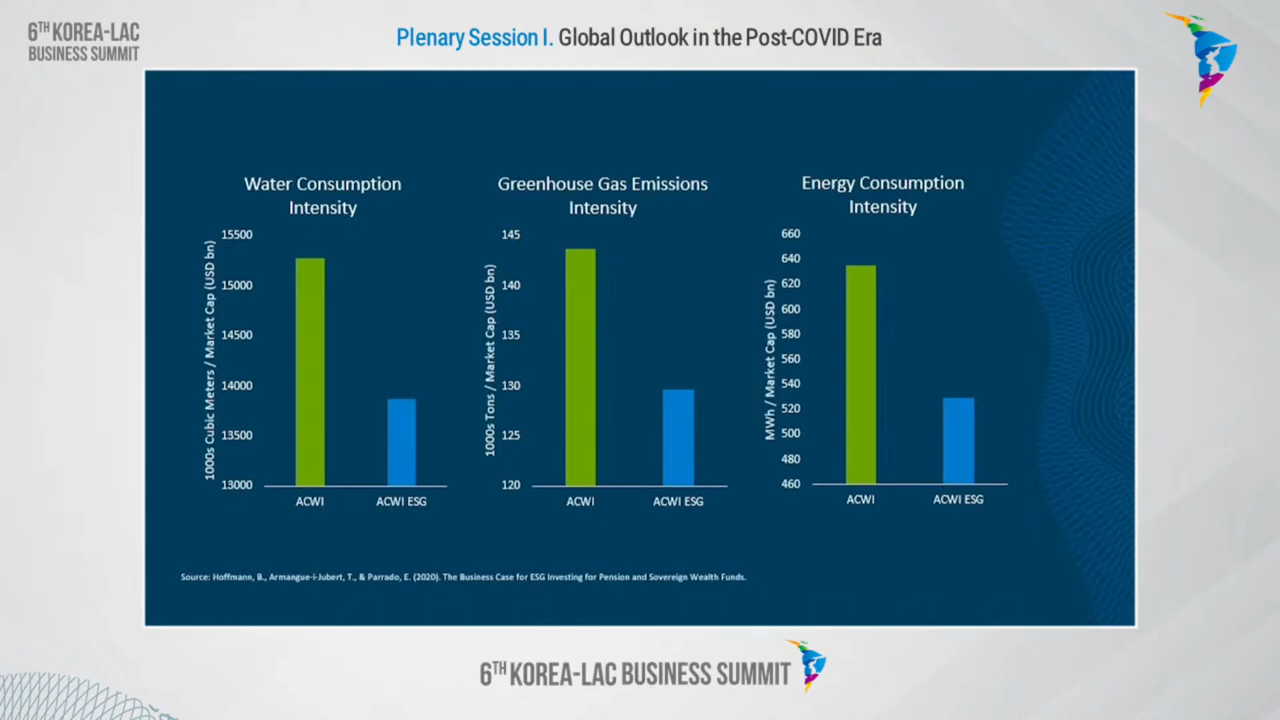 6TH KOREA-LAC
BUSINESS SUMMIT
Plenary Session I. Global Outlook in the Post-COVID Era
Water Consumption
Intensity
1000s Cubic Meters / Market Cap (USD bn)
15500
15000
14500
14000
13500
13000
ACWI
ACWI ESG
Greenhouse Gas Emissions
Intensity
1000s Tons / Market Cap (USD bn)
145
140
135
130
125
120
ACWI
ACWI ESG
Energy Consumption
Intensity
MWh / Market Cap (USD bn)
660
640
620
600
580
560
540
520
500
480
460
ACWI
ACWI ESG
Source: Hoffmann, B., Armangue-i-Jubert, T., & Parrado, E. (2020). The Business Case for ESG Investing for Pension and Sovereign Wealth Funds.
6TH KOREA-LAC BUSINESS SUMMIT